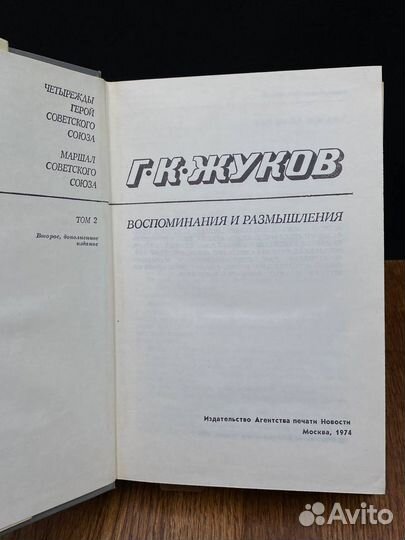 ЧЕТЫРЕЖДЫ
ГЕРОЙ
СОВЕТСКОГО
СОЮЗА
МАРШАЛ
СОВЕТСКОГО
СОЮЗА
ТОМ 2
Второе, дополненное
издание
Г·К·ЖУКОВ
ВОСПОМИНАНИЯ И РАЗМЫШЛЕНИЯ
Издательство Агентства печати Новости
Москва, 1974
Avito